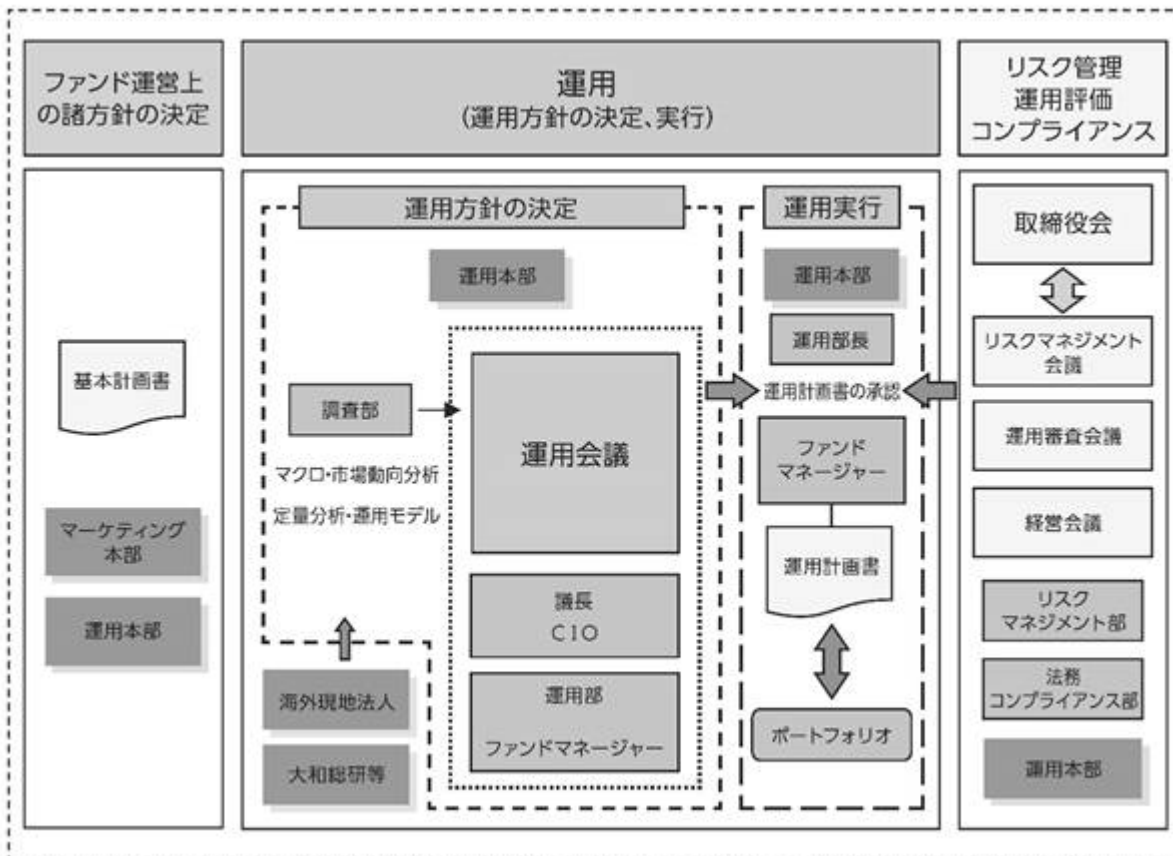 ファンド運営上
の諸方針の決定
運用
(運用方針の決定、実行)
リスク管理
運用評価
コンプライアンス
基本計画書
マーケティング
本部
運用本部
運用方針の決定
運用本部
調査部
マクロ・市場動向分析
定量分析・運用モデル
海外現地法人
大和総研等
運用会議
議長
CIO
運用部
ファンドマネージャー
運用実行
運用本部
運用部長
運用計画書の承認
ファンド
マネージャー
運用計画書
ポートフォリオ
取締役会
リスクマネジメント
会議
運用審査会議
経営会議
リスク
マネジメント部
法務
コンプライアンス部
運用本部